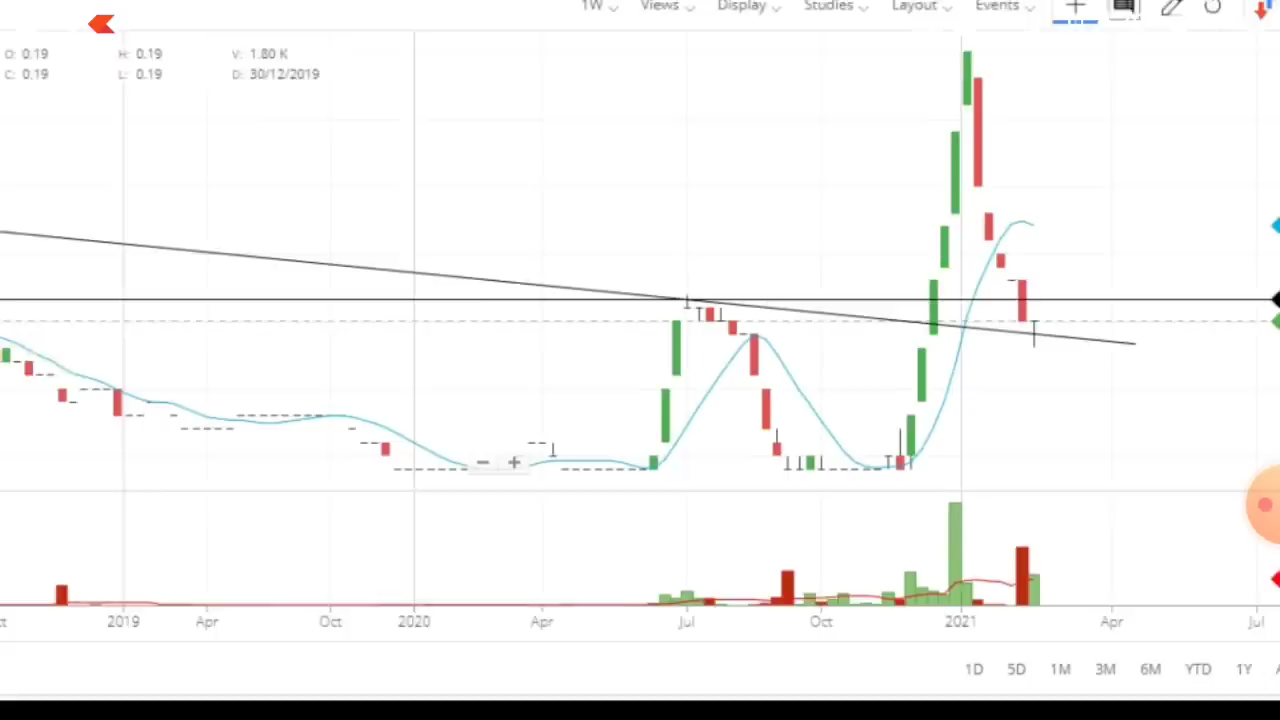 1W Views Display Studies Layout Events
O: 0.19 H: 0.19 V: 1.80 K
C: 0.19 L: 0.19 D: 30/12/2019
2019 Apr Oct 2020 Apr Jul Oct 2021 Apr Jul
1D 5D 1M 3M 6M YTD 1Y